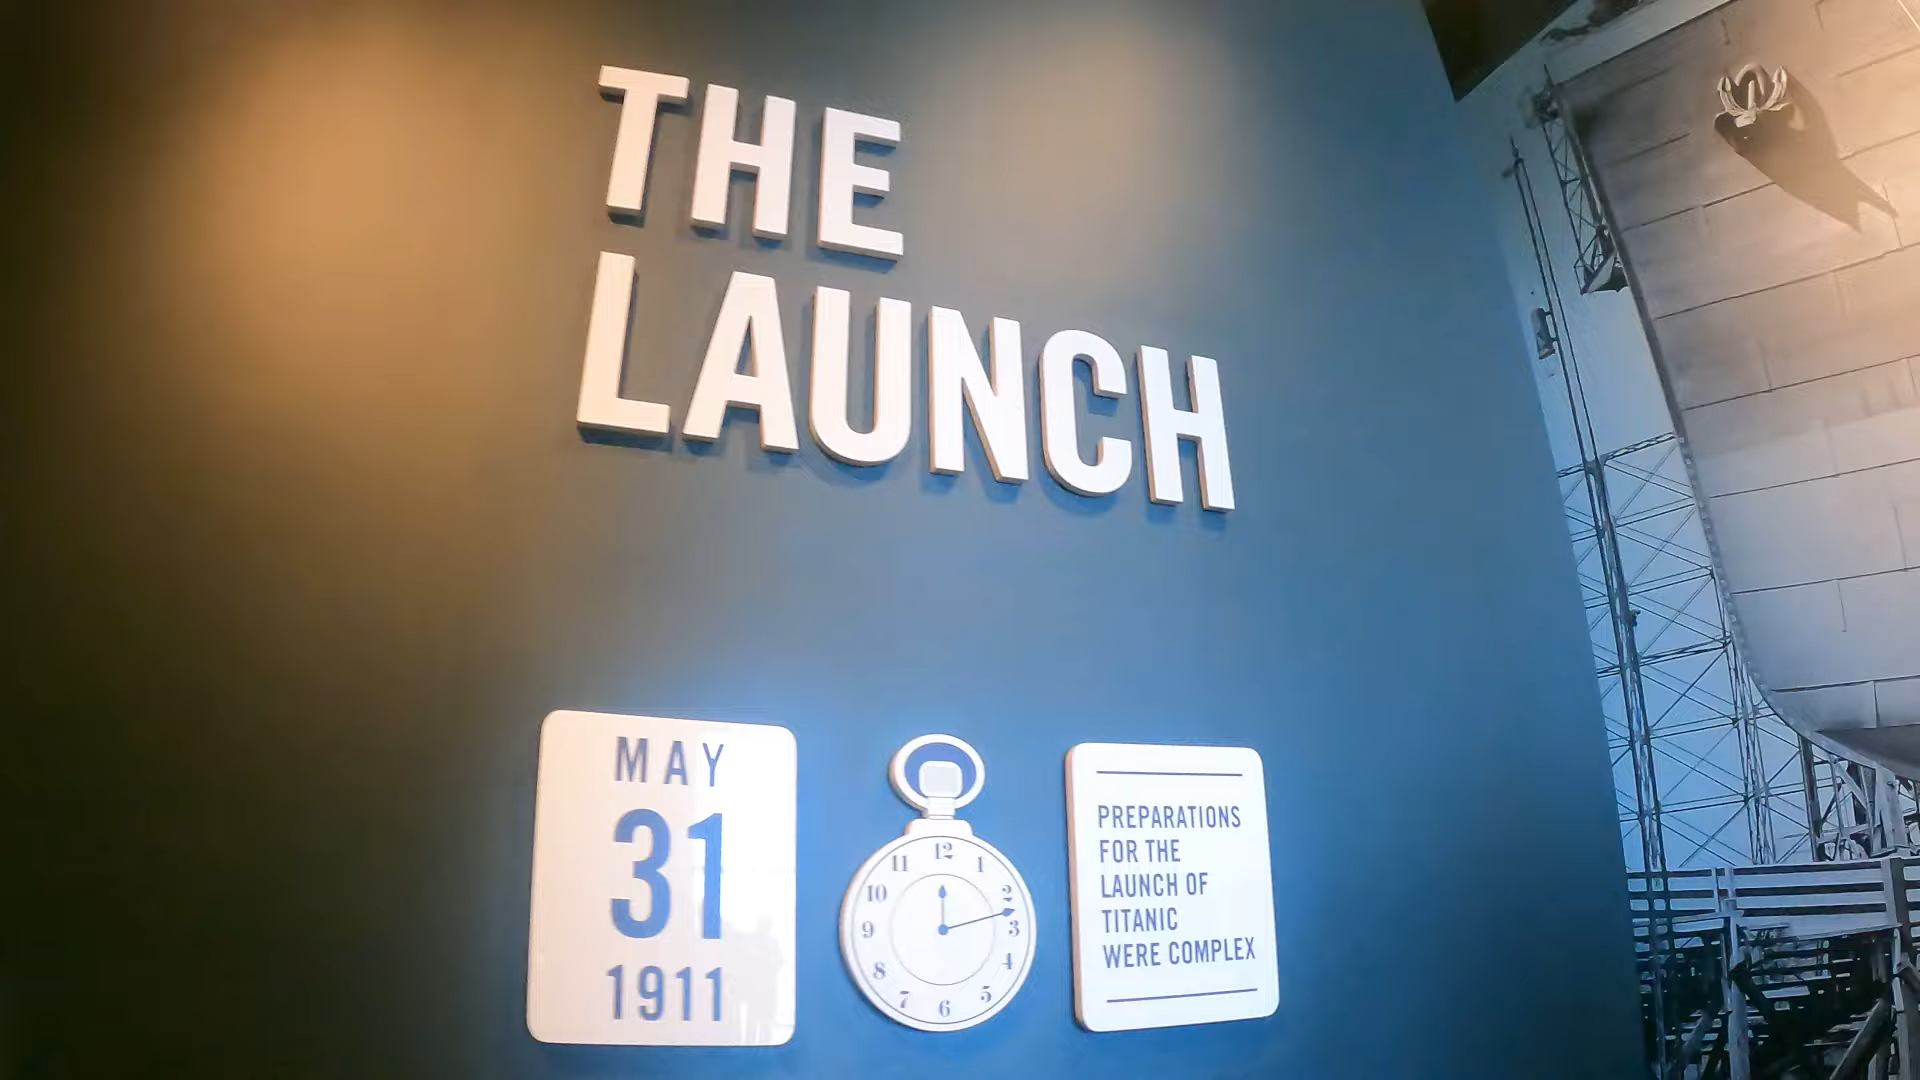 THE
LAUNCH
MAY
31
1911
12
1
2
3
4
5
6
7
8
9
10
11
PREPARATIONS
FOR THE
LAUNCH OF
TITANIC
WERE COMPLEX